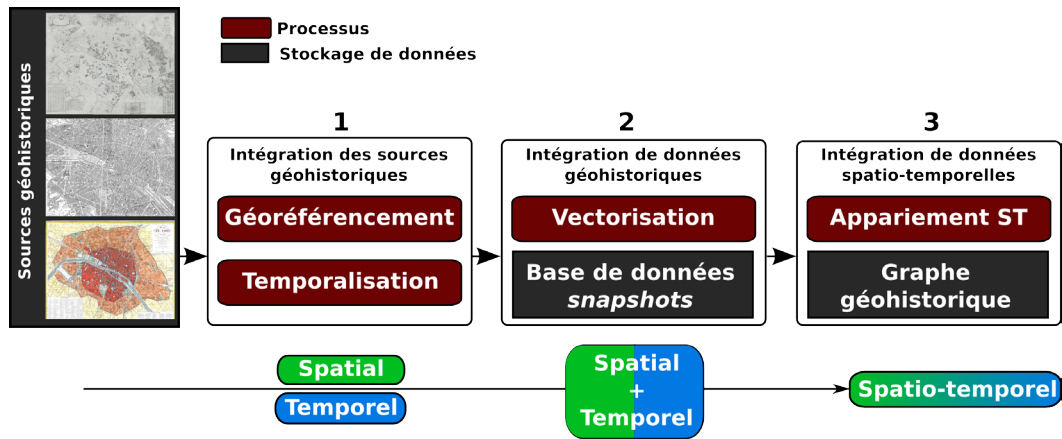 Processus
Stockage de données
Sources géohistoriques
1
Intégration des sources
géohistoriques
Géoréférencement
Temporalisation
2
Intégration de données
géohistoriques
Vectorisation
Base de données
snapshots
3
Intégration de données
spatio-temporelles
Appariement ST
Graphe
géohistorique
Spatial
Temporel
Spatial
+
Temporel
Spatio-temporel